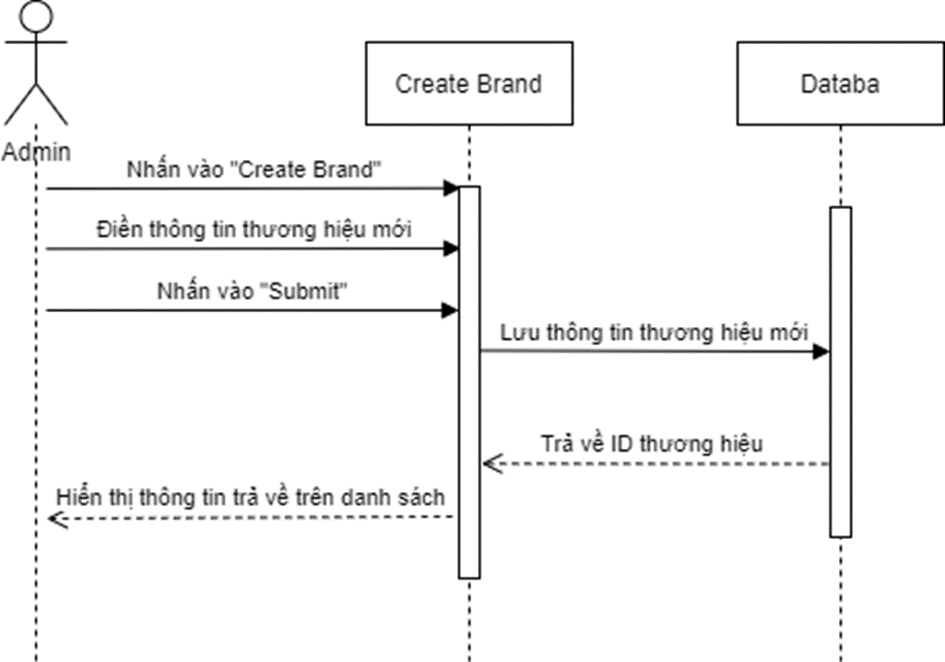 Create Brand
Databa
Admin
Nhấn vào "Create Brand"
Điền thông tin thương hiệu mới
Nhấn vào "Submit"
Lưu thông tin thương hiệu mới
Trả về ID thương hiệu
Hiển thị thông tin trả về trên danh sách